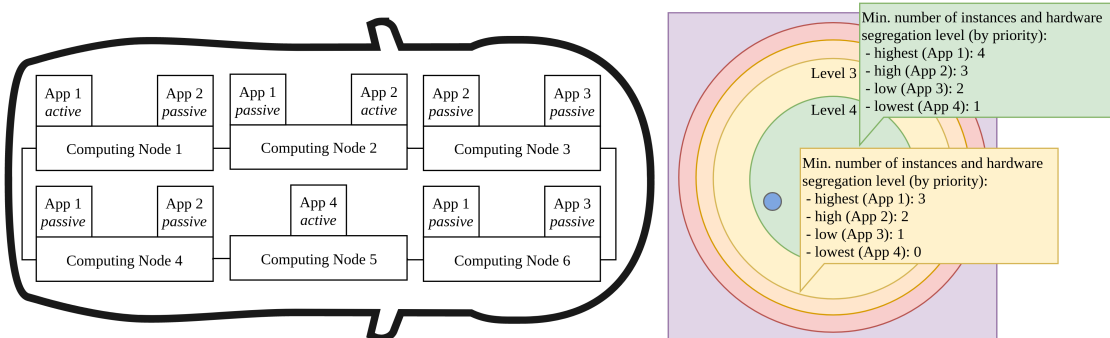 App 1
active
App 2
passive
Computing Node 1
App 1
passive
App 2
active
Computing Node 2
App 2
passive
App 3
passive
Computing Node 3
App 1
passive
App 2
passive
Computing Node 4
App 4
active
Computing Node 5
App 1
passive
App 3
passive
Computing Node 6
Level 3
Level 4
Min. number of instances and hardware
segregation level (by priority):
- highest (App 1): 4
- high (App 2): 3
- low (App 3): 2
- lowest (App 4): 1
Min. number of instances and hardware
segregation level (by priority):
- highest (App 1): 3
- high (App 2): 2
- low (App 3): 1
- lowest (App 4): 0